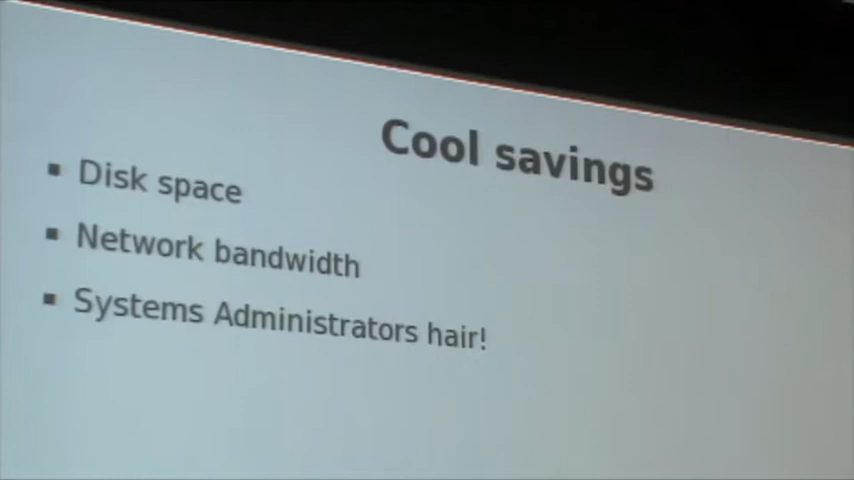 Cool savings
Disk space
Network bandwidth
Systems Administrators hair!